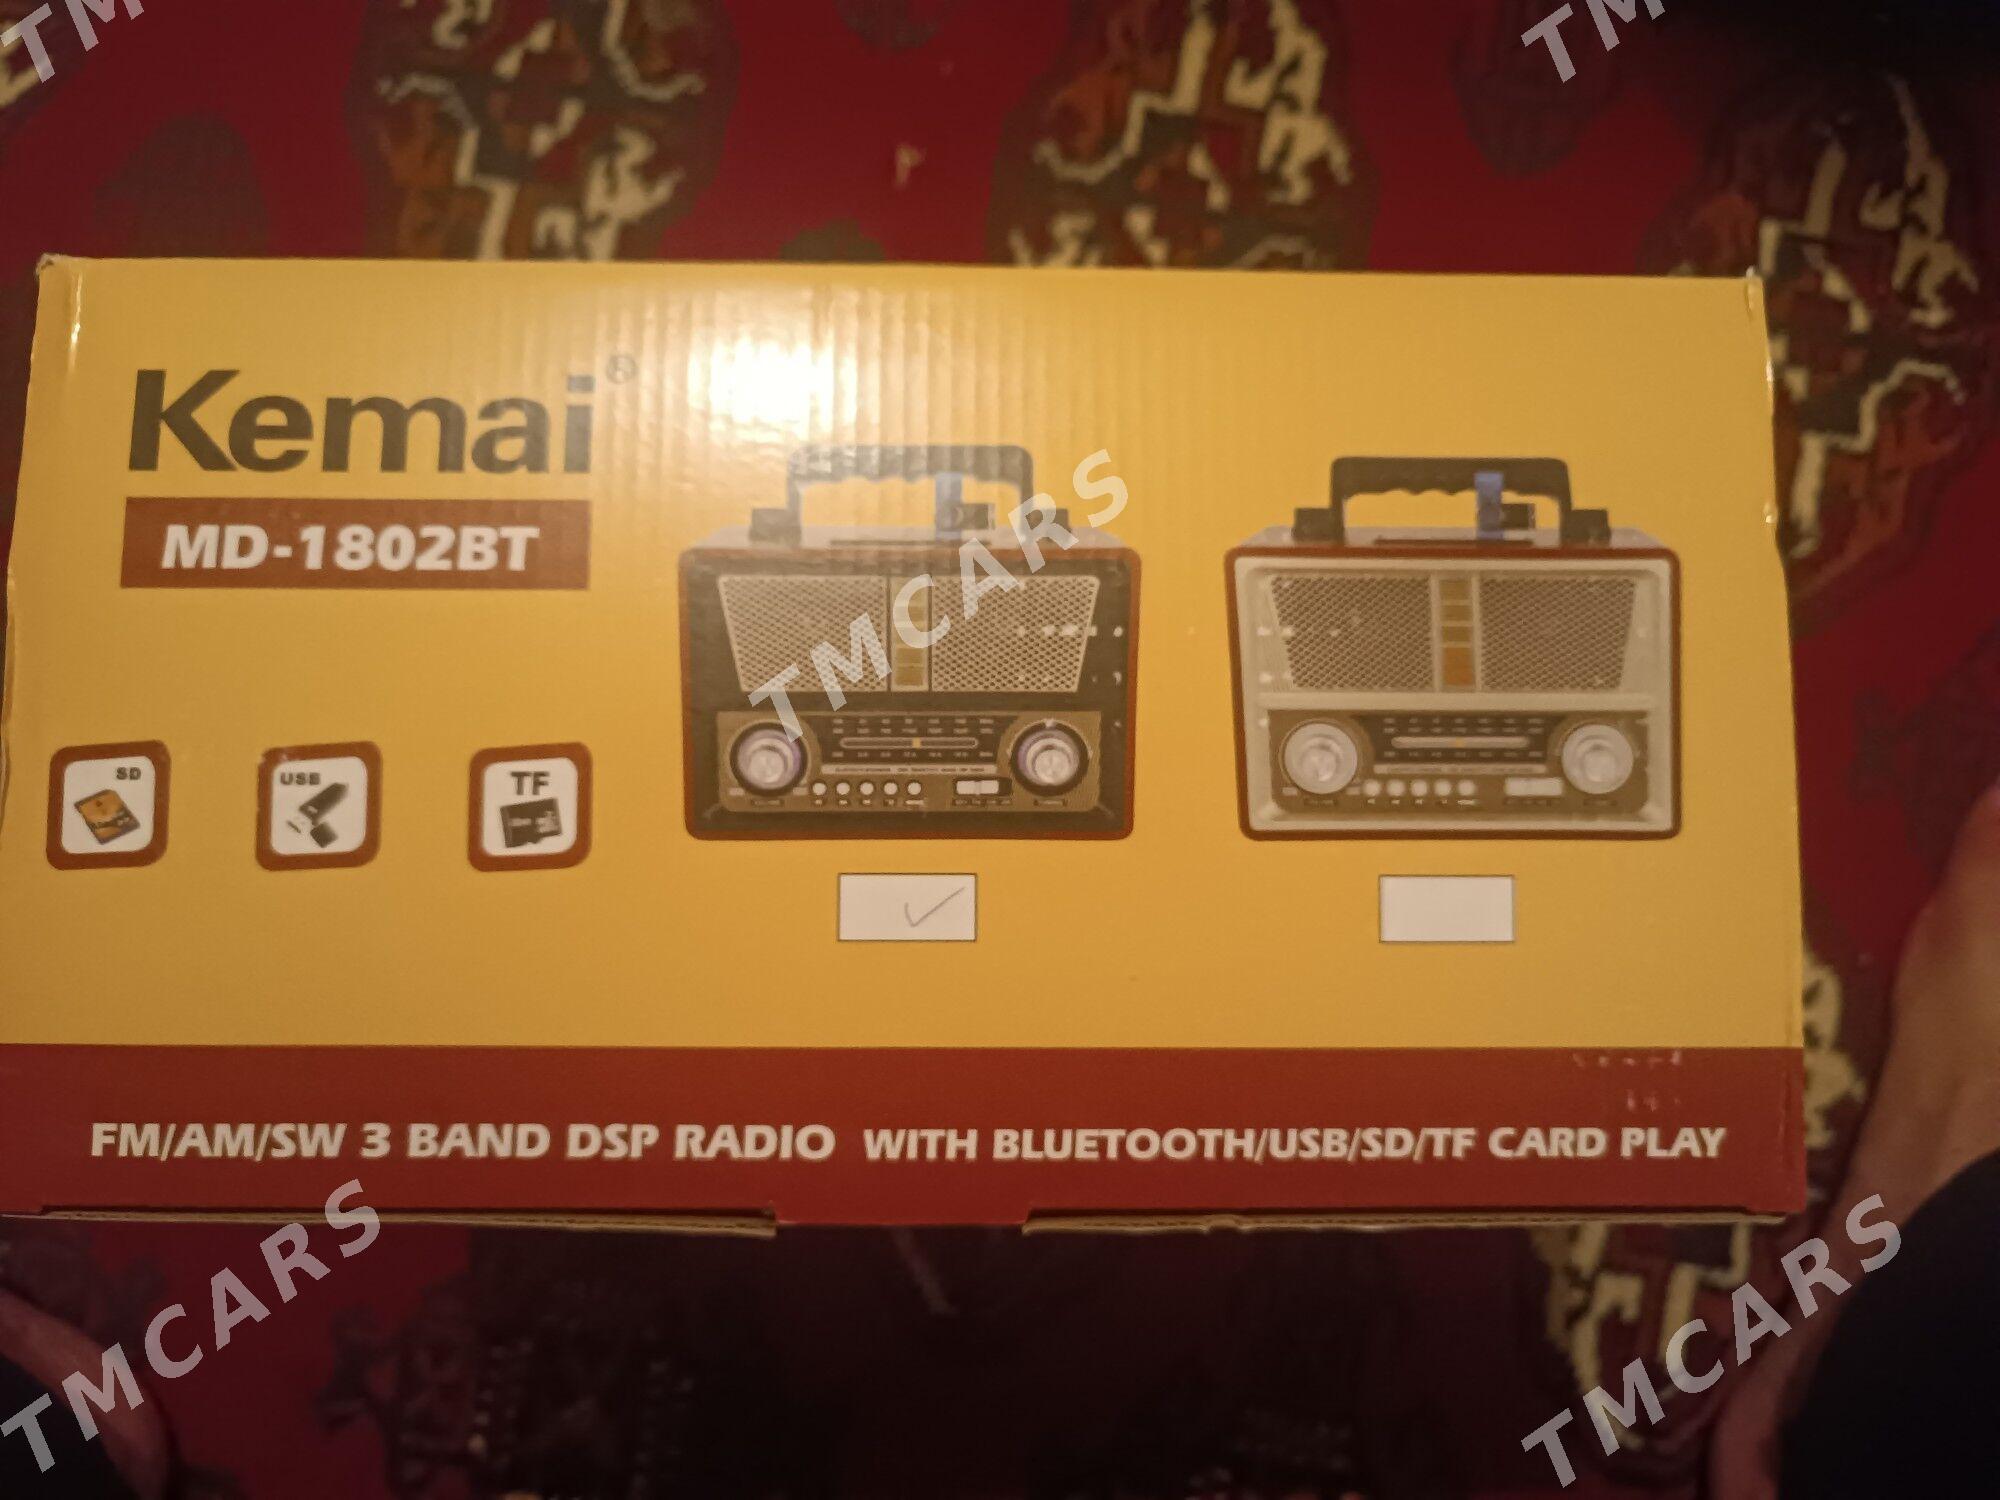 TMCARS
TMCARS
Kemai®
MD-1802BT
TMCARS
SD
USB
TF
FM/AM/SW 3 BAND DSP RADIO WITH BLUETOOTH/USB/SD/TF CARD PLAY
TMCARS
TMCARS